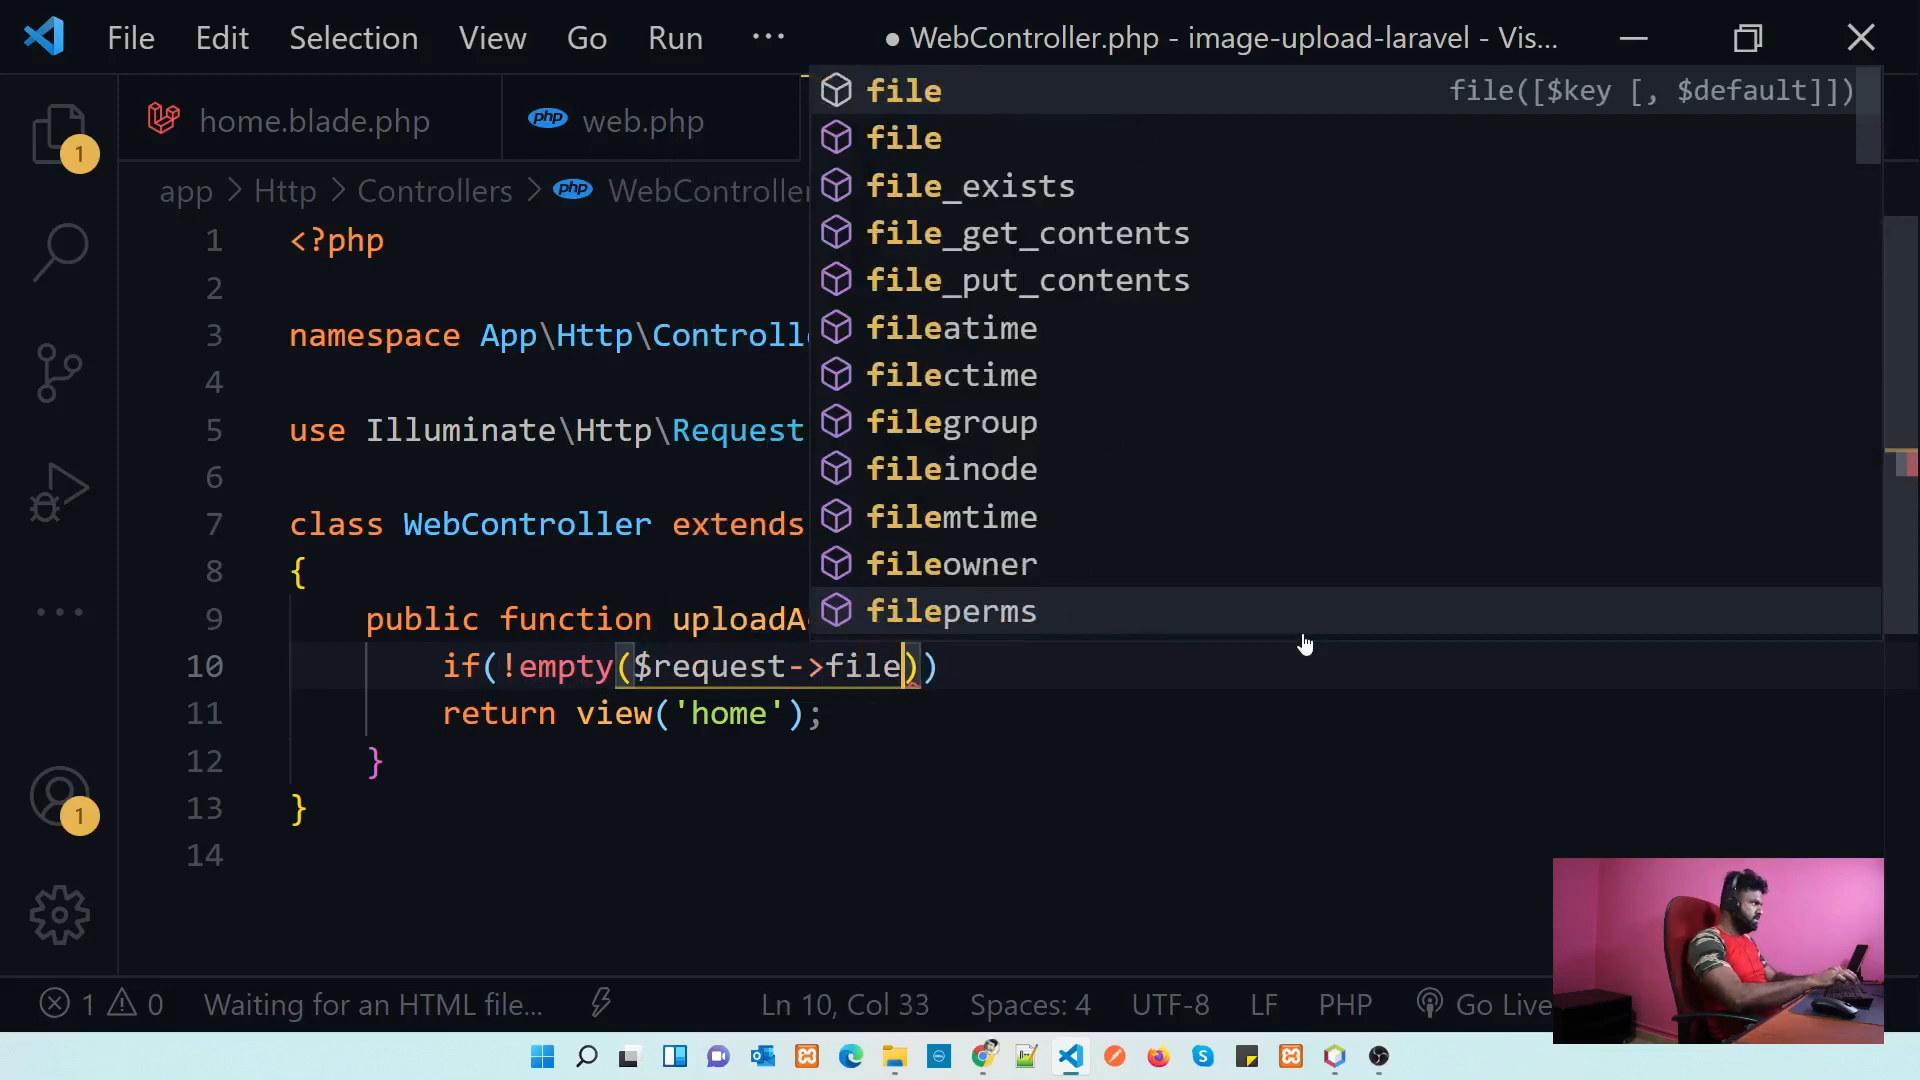 File Edit Selection View Go Run ··· ● WebController.php - image-upload-laravel - Vis...
home.blade.php php web.php
app > Http > Controllers > php WebController
1 <?php
2
3 namespace App\Http\Controlle
4
5 use Illuminate\Http\Request
6
7 class WebController extends
8 {
9 public function uploadA
10 if(!empty($request->file))
11 return view('home');
12 }
13 }
14
file file([$key [, $default]])
file
file_exists
file_get_contents
file_put_contents
fileatime
filectime
filegroup
fileinode
filemtime
fileowner
fileperms
1
1
1 0 Waiting for an HTML file... Ln 10, Col 33 Spaces: 4 UTF-8 LF PHP Go Live